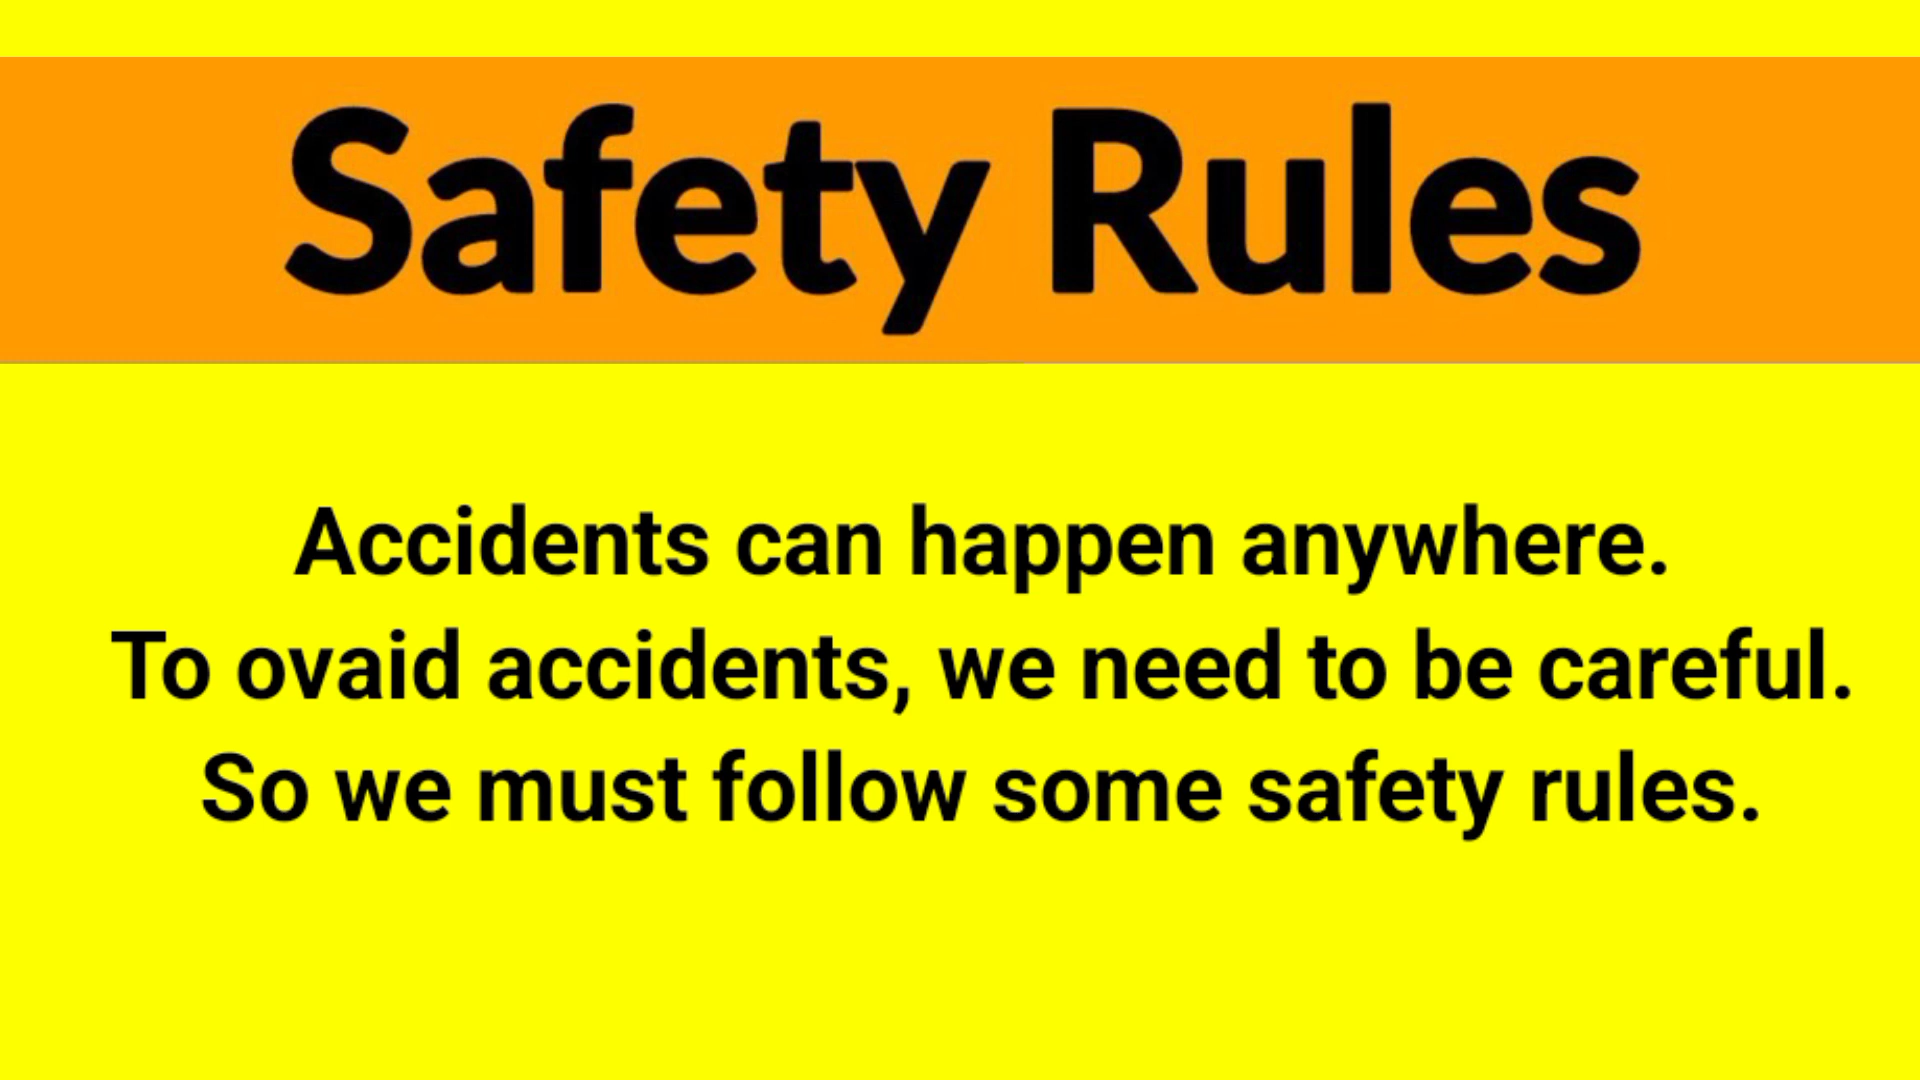 Safety Rules
Accidents can happen anywhere.
To ovaid accidents, we need to be careful.
So we must follow some safety rules.